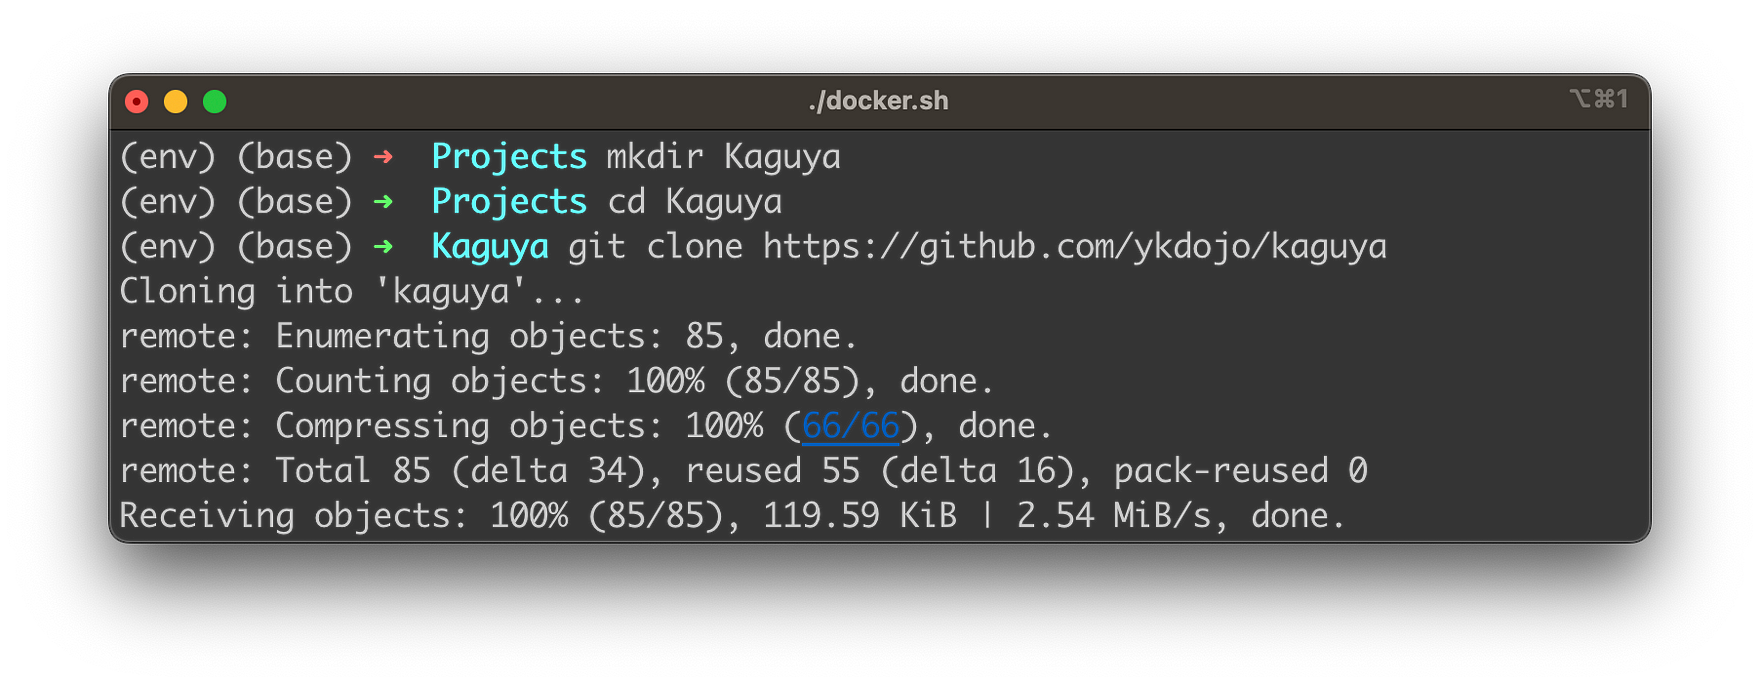 ./docker.sh ⌥⌘1
(env) (base) ➜ Projects mkdir Kaguya
(env) (base) ➜ Projects cd Kaguya
(env) (base) ➜ Kaguya git clone https://github.com/ykdojo/kaguya
Cloning into 'kaguya'...
remote: Enumerating objects: 85, done.
remote: Counting objects: 100% (85/85), done.
remote: Compressing objects: 100% (66/66), done.
remote: Total 85 (delta 34), reused 55 (delta 16), pack-reused 0
Receiving objects: 100% (85/85), 119.59 KiB | 2.54 MiB/s, done.